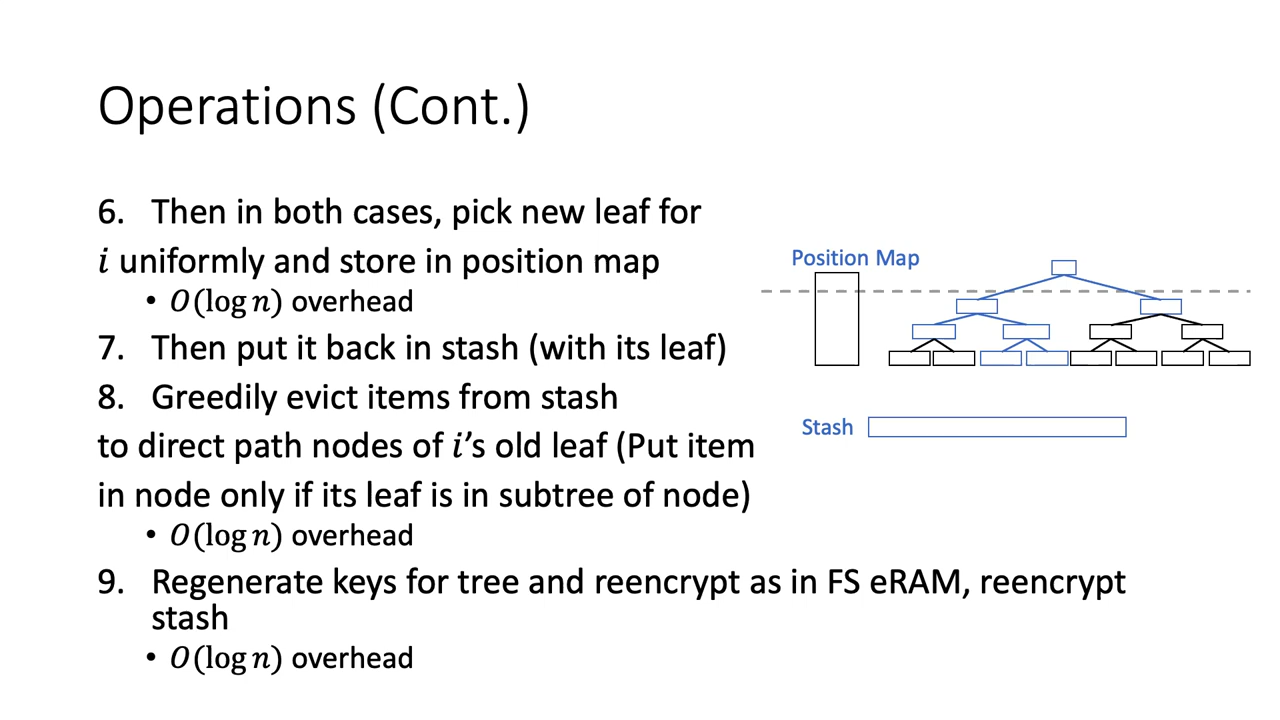 Operations (Cont.)
6. Then in both cases, pick new leaf for
i uniformly and store in position map
• O(log n) overhead
7. Then put it back in stash (with its leaf)
8. Greedily evict items from stash
to direct path nodes of i’s old leaf (Put item
in node only if its leaf is in subtree of node)
• O(log n) overhead
9. Regenerate keys for tree and reencrypt as in FS eRAM, reencrypt
stash
• O(log n) overhead
Position Map
Stash